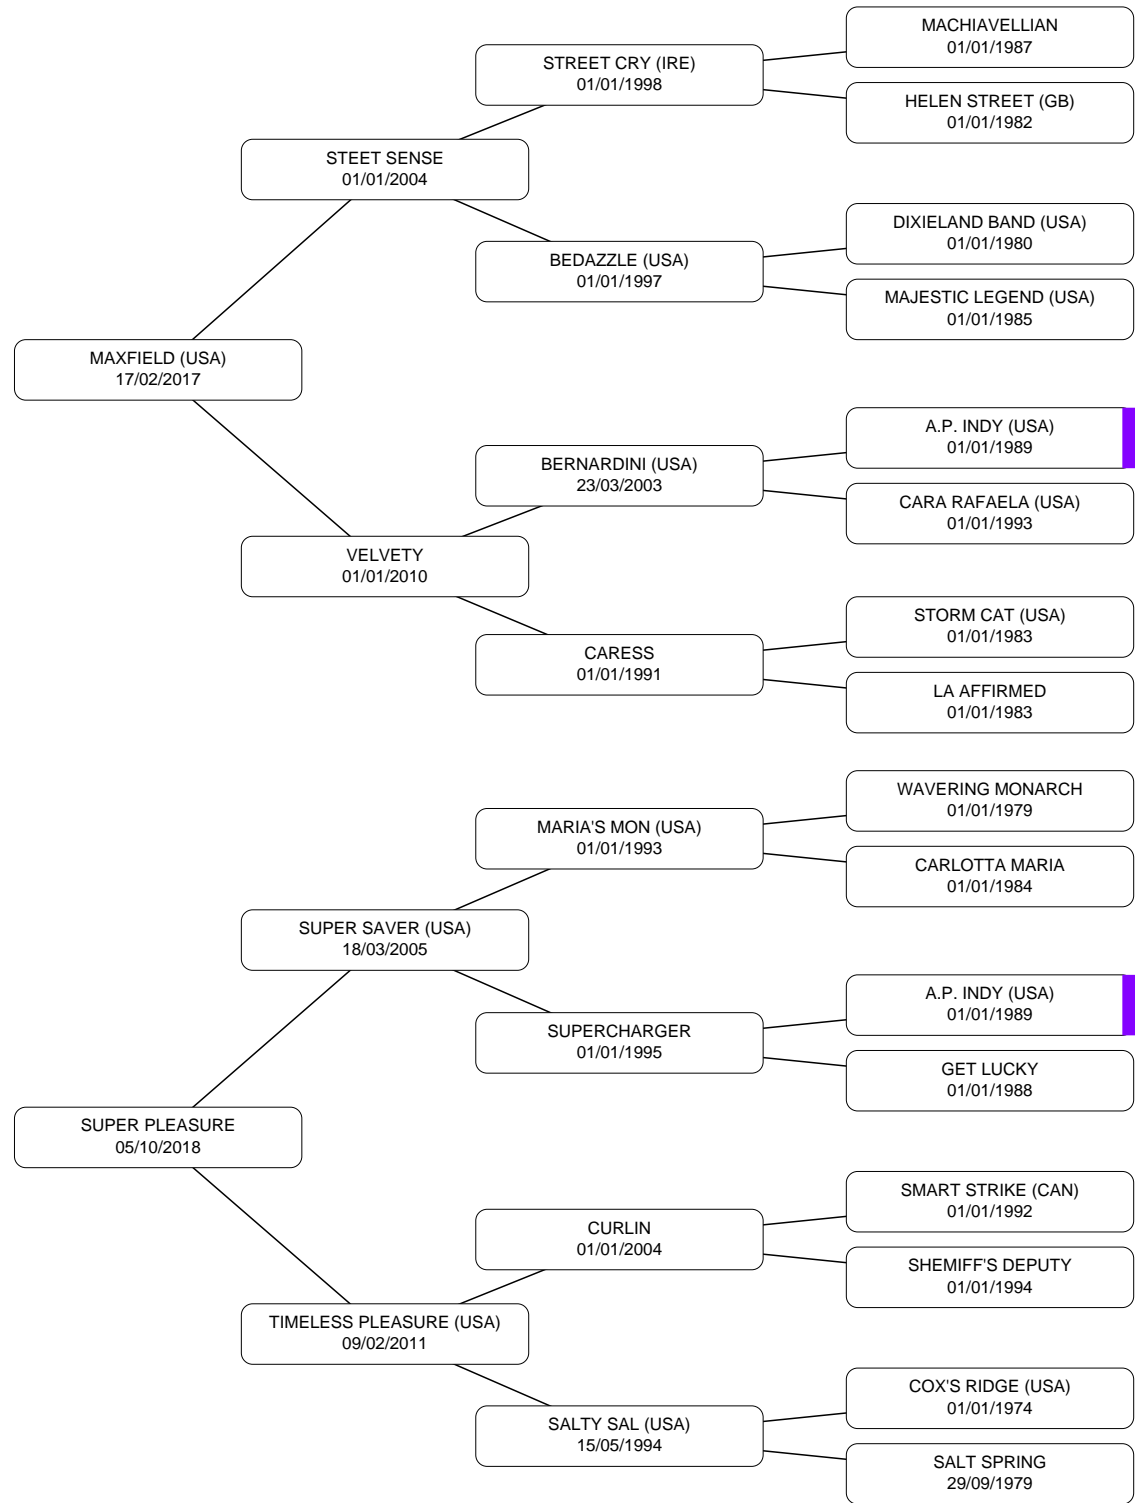 MACHIAVELLIAN
01/01/1987
STREET CRY (IRE)
01/01/1998
HELEN STREET (GB)
01/01/1982
STEET SENSE
01/01/2004
DIXIELAND BAND (USA)
01/01/1980
BEDAZZLE (USA)
01/01/1997
MAJESTIC LEGEND (USA)
01/01/1985
MAXFIELD (USA)
17/02/2017
A.P. INDY (USA)
01/01/1989
BERNARDINI (USA)
23/03/2003
CARA RAFAELA (USA)
01/01/1993
VELVETY
01/01/2010
STORM CAT (USA)
01/01/1983
CARESS
01/01/1991
LA AFFIRMED
01/01/1983
WAVERING MONARCH
01/01/1979
MARIA'S MON (USA)
01/01/1993
CARLOTTA MARIA
01/01/1984
SUPER SAVER (USA)
18/03/2005
A.P. INDY (USA)
01/01/1989
SUPERCHARGER
01/01/1995
GET LUCKY
01/01/1988
SUPER PLEASURE
05/10/2018
SMART STRIKE (CAN)
01/01/1992
CURLIN
01/01/2004
SHEMIFF'S DEPUTY
01/01/1994
TIMELESS PLEASURE (USA)
09/02/2011
COX'S RIDGE (USA)
01/01/1974
SALTY SAL (USA)
15/05/1994
SALT SPRING
29/09/1979